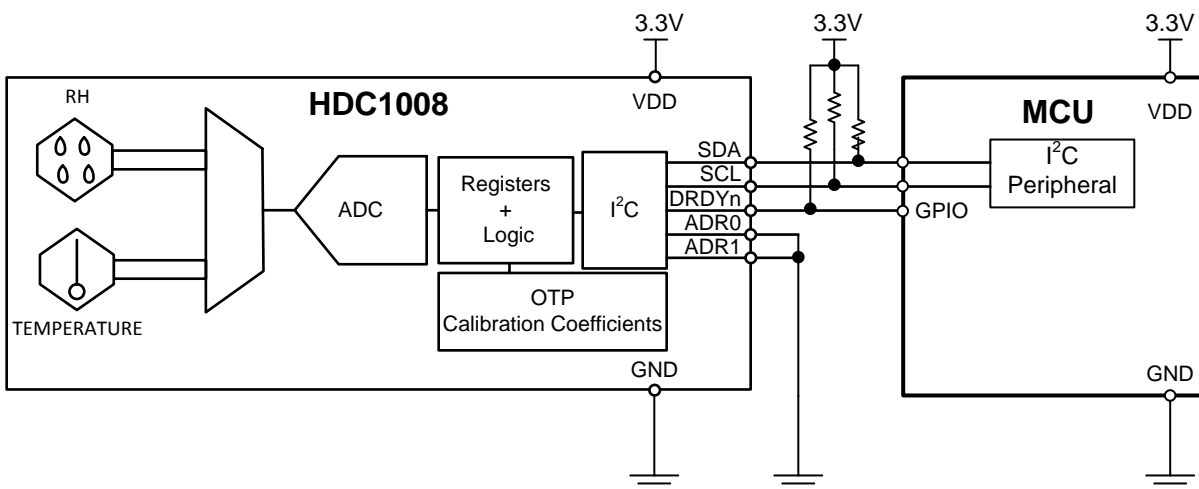 3.3V
3.3V
3.3V
RH
HDC1008
VDD
MCU
VDD
SDA
SCL
DRDYn
ADR0
ADR1
I²C
Peripheral
GPIO
ADC
Registers
+
Logic
I²C
OTP
Calibration Coefficients
TEMPERATURE
GND
GND